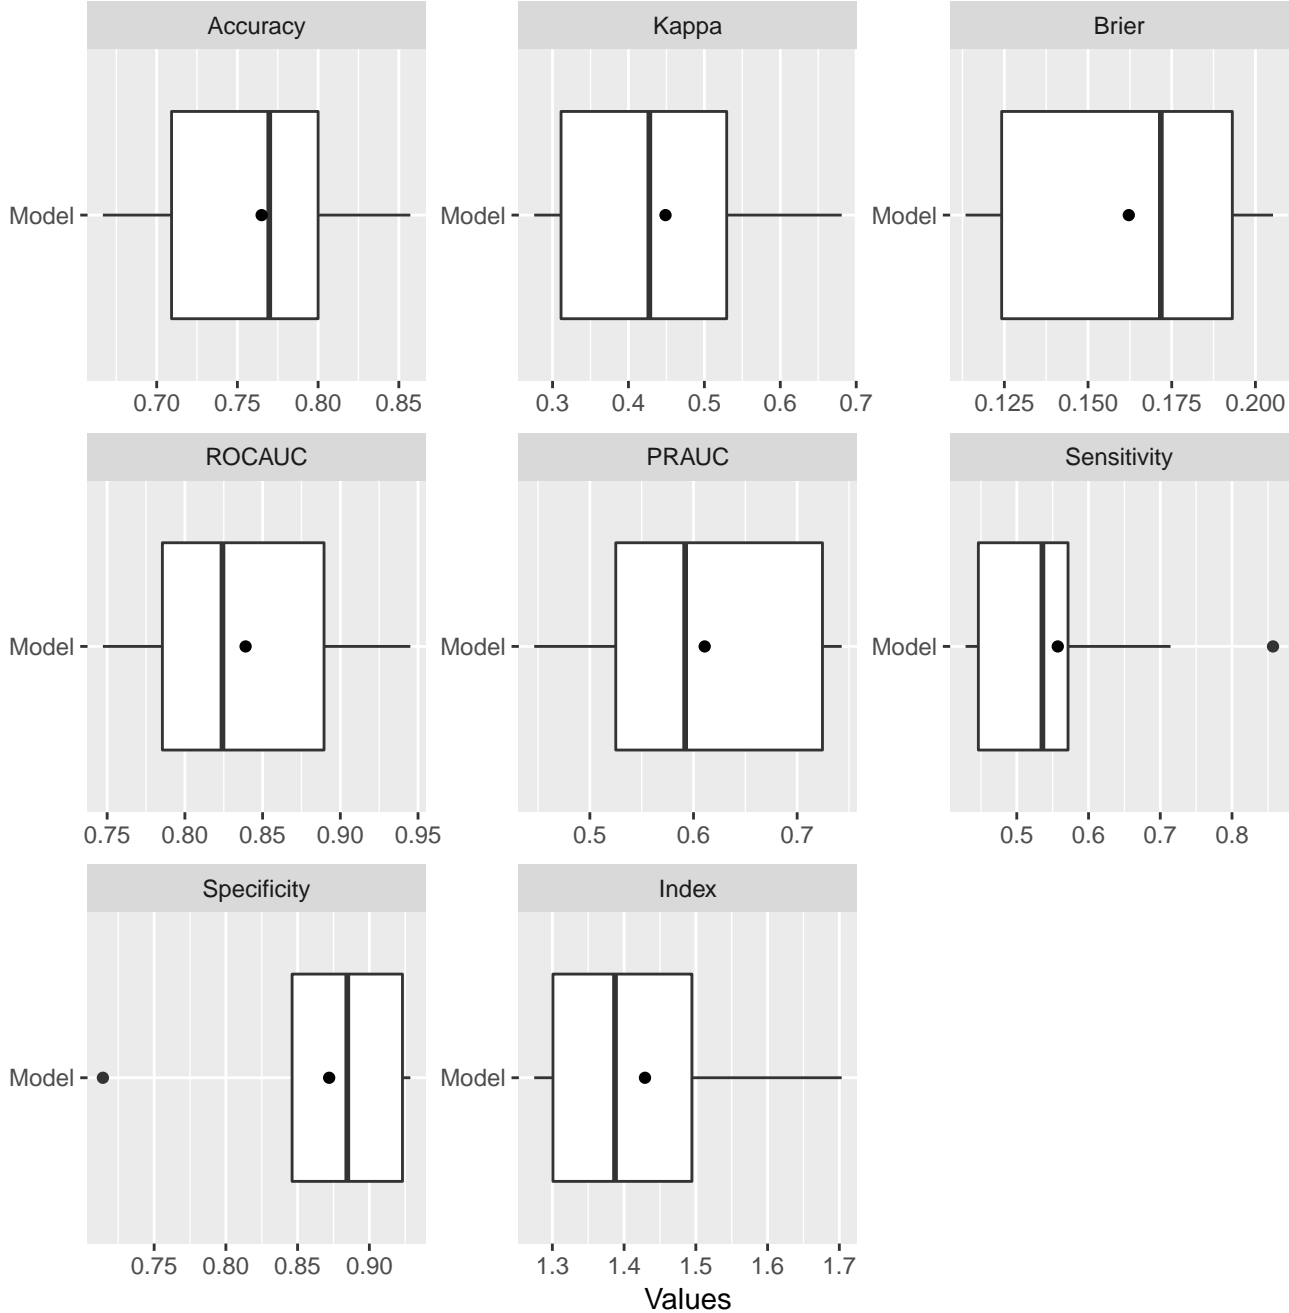 Accuracy Kappa Brier
Model Model Model
0.70 0.75 0.80 0.85 0.3 0.4 0.5 0.6 0.7 0.125 0.150 0.175 0.200
ROCAUC PRAUC Sensitivity
Model Model Model
0.75 0.80 0.85 0.90 0.95 0.5 0.6 0.7 0.5 0.6 0.7 0.8
Specificity Index
Model Model
0.75 0.80 0.85 0.90 1.3 1.4 1.5 1.6 1.7
Values